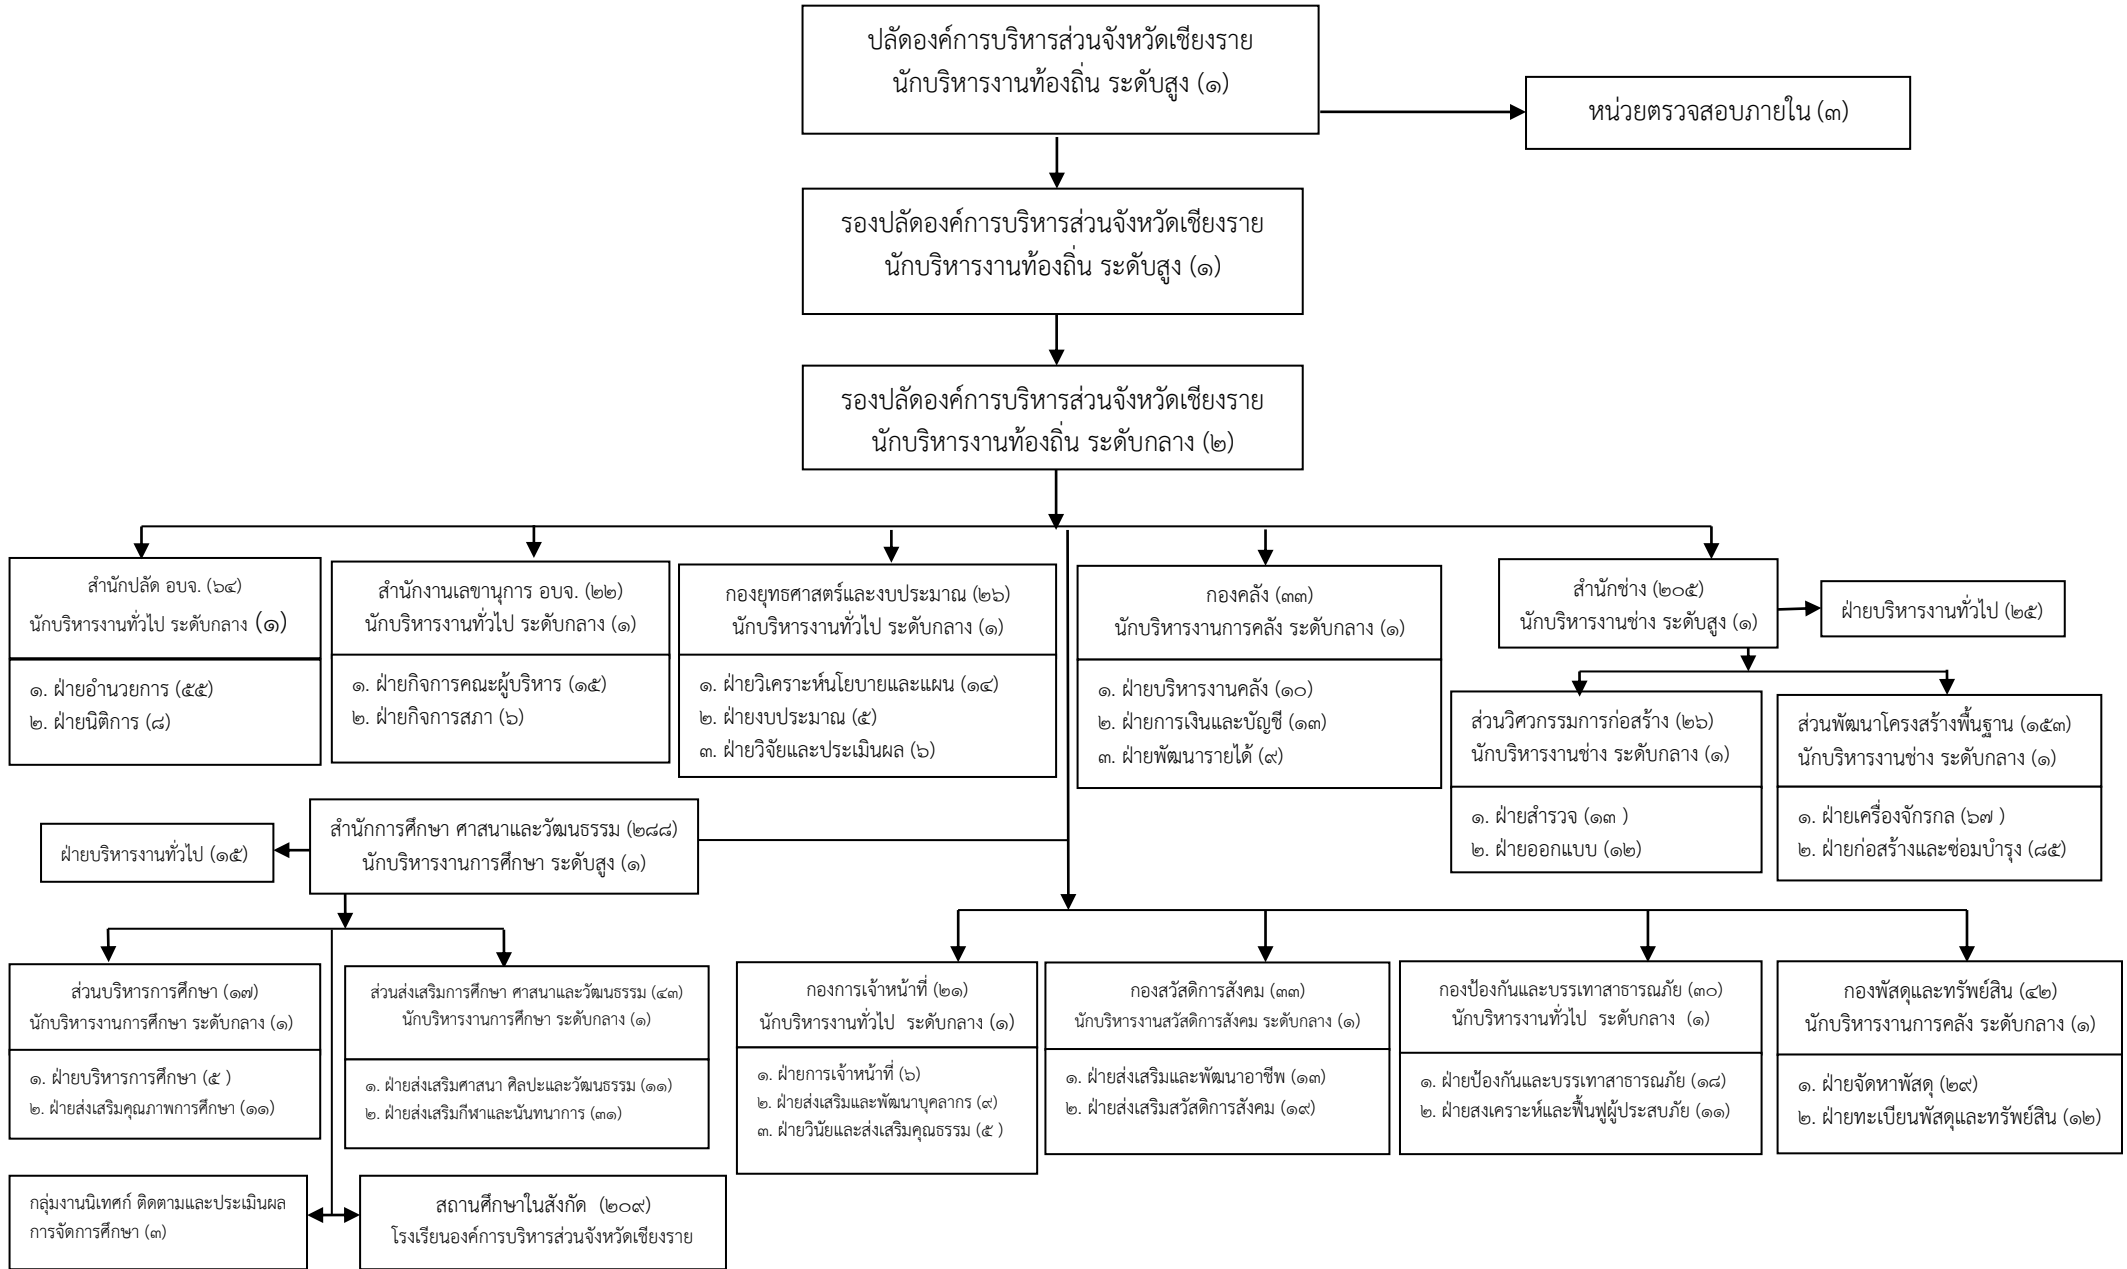 ปลัดองค์การบริหารส่วนจังหวัดเชียงราย
นักบริหารงานท้องถิ่น ระดับสูง (๑)
หน่วยตรวจสอบภายใน (๓)
รองปลัดองค์การบริหารส่วนจังหวัดเชียงราย
นักบริหารงานท้องถิ่น ระดับสูง (๑)
รองปลัดองค์การบริหารส่วนจังหวัดเชียงราย
นักบริหารงานท้องถิ่น ระดับกลาง (๒)
สำนักปลัด อบจ. (๖๔)
นักบริหารงานทั่วไป ระดับกลาง (๑)
๑. ฝ่ายอำนวยการ (๕๕)
๒. ฝ่ายนิติการ (๘)
สำนักงานเลขานุการ อบจ. (๒๒)
นักบริหารงานทั่วไป ระดับกลาง (๑)
๑. ฝ่ายกิจการคณะผู้บริหาร (๑๕)
๒. ฝ่ายกิจการสภา (๖)
กองยุทธศาสตร์และงบประมาณ (๒๖)
นักบริหารงานทั่วไป ระดับกลาง (๑)
๑. ฝ่ายวิเคราะห์นโยบายและแผน (๑๔)
๒. ฝ่ายงบประมาณ (๕)
๓. ฝ่ายวิจัยและประเมินผล (๖)
กองคลัง (๓๓)
นักบริหารงานการคลัง ระดับกลาง (๑)
๑. ฝ่ายบริหารงานคลัง (๑๐)
๒. ฝ่ายการเงินและบัญชี (๑๓)
๓. ฝ่ายพัฒนารายได้ (๙)
สำนักช่าง (๒๐๕)
นักบริหารงานช่าง ระดับสูง (๑)
ฝ่ายบริหารงานทั่วไป (๒๕)
ส่วนวิศวกรรมการก่อสร้าง (๒๖)
นักบริหารงานช่าง ระดับกลาง (๑)
๑. ฝ่ายสำรวจ (๑๓ )
๒. ฝ่ายออกแบบ (๑๒)
ส่วนพัฒนาโครงสร้างพื้นฐาน (๑๕๓)
นักบริหารงานช่าง ระดับกลาง (๑)
๑. ฝ่ายเครื่องจักรกล (๖๗ )
๒. ฝ่ายก่อสร้างและซ่อมบำรุง (๘๕)
สำนักการศึกษา ศาสนาและวัฒนธรรม (๒๘๘)
นักบริหารงานการศึกษา ระดับสูง (๑)
ฝ่ายบริหารงานทั่วไป (๑๕)
ส่วนบริหารการศึกษา (๑๗)
นักบริหารงานการศึกษา ระดับกลาง (๑)
๑. ฝ่ายบริหารการศึกษา (๕ )
๒. ฝ่ายส่งเสริมคุณภาพการศึกษา (๑๑)
ส่วนส่งเสริมการศึกษา ศาสนาและวัฒนธรรม (๔๓)
นักบริหารงานการศึกษา ระดับกลาง (๑)
๑. ฝ่ายส่งเสริมศาสนา ศิลปะและวัฒนธรรม (๑๑)
๒. ฝ่ายส่งเสริมกีฬาและนันทนาการ (๓๑)
กองการเจ้าหน้าที่ (๒๑)
นักบริหารงานทั่วไป  ระดับกลาง (๑)
๑. ฝ่ายการเจ้าหน้าที่ (๖)
๒. ฝ่ายส่งเสริมและพัฒนาบุคลากร (๙)
๓. ฝ่ายวินัยและส่งเสริมคุณธรรม (๕ )
กองสวัสดิการสังคม (๓๓)
นักบริหารงานสวัสดิการสังคม ระดับกลาง (๑)
๑. ฝ่ายส่งเสริมและพัฒนาอาชีพ (๑๓)
๒. ฝ่ายส่งเสริมสวัสดิการสังคม (๑๙)
กองป้องกันและบรรเทาสาธารณภัย (๓๐)
นักบริหารงานทั่วไป  ระดับกลาง  (๑)
๑. ฝ่ายป้องกันและบรรเทาสาธารณภัย (๑๘)
๒. ฝ่ายสงเคราะห์และฟื้นฟูผู้ประสบภัย (๑๑)
กองพัสดุและทรัพย์สิน (๔๒)
นักบริหารงานการคลัง ระดับกลาง (๑)
๑. ฝ่ายจัดหาพัสดุ (๒๙)
๒. ฝ่ายทะเบียนพัสดุและทรัพย์สิน (๑๒)
กลุ่มงานนิเทศก์ ติดตามและประเมินผล
การจัดการศึกษา (๓)
สถานศึกษาในสังกัด  (๒๐๙)
โรงเรียนองค์การบริหารส่วนจังหวัดเชียงราย